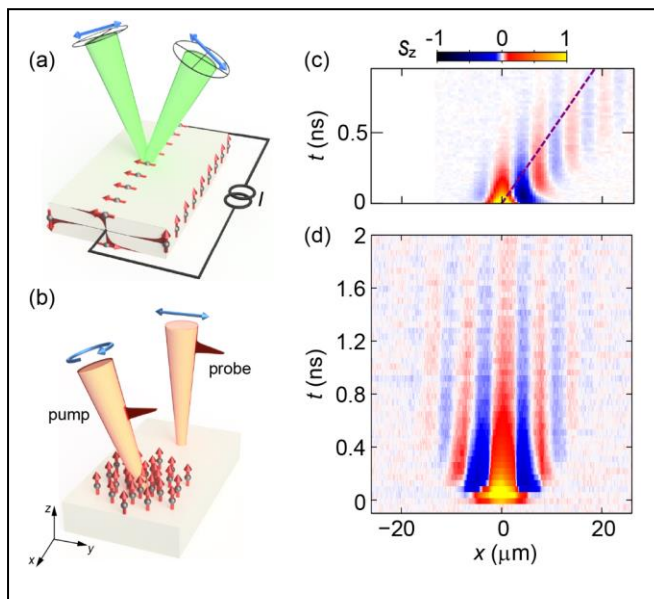 (a)
I
(b)
pump
probe
z
x
y
(c)
Sz
-1 0 1
t (ns)
0.5
0
(d)
2
1.6
1.2
0.8
0.4
0
t (ns)
−20 0 20
x (μm)